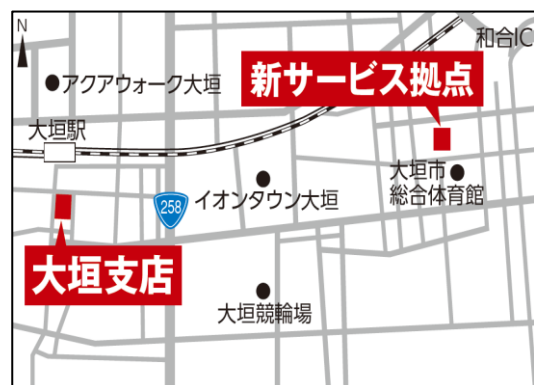 N
和合IC
アクアウォーク大垣
新サービス拠点
大垣駅
大垣市
総合体育館
イオンタウン大垣
258
大垣支店
大垣競輪場